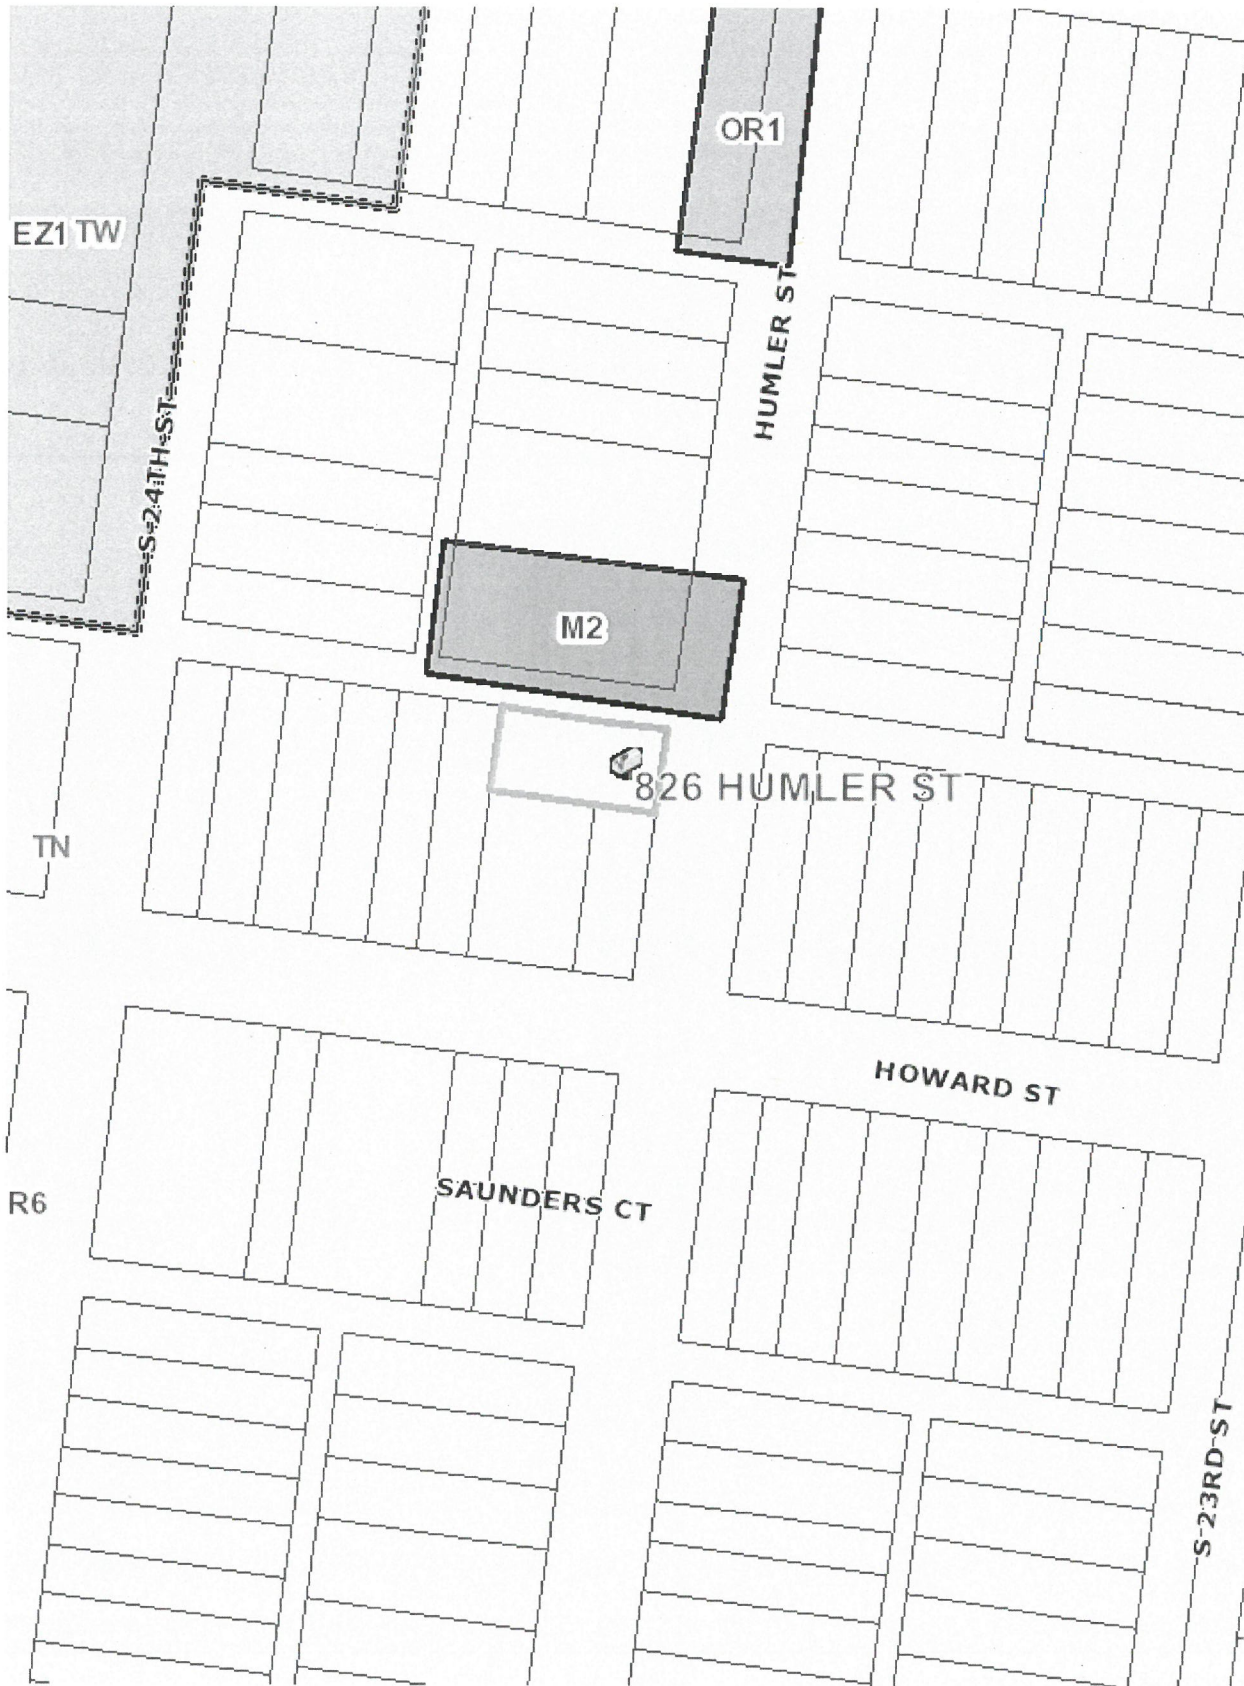 OR1
EZ1 TW
HUMLER ST
S 24TH ST
M2
826 HUMLER ST
TN
HOWARD ST
SAUNDERS CT
R6
S 23RD ST